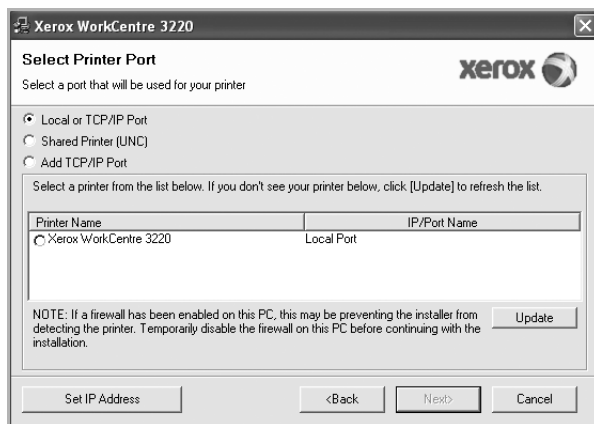 Xerox WorkCentre 3220
Select Printer Port
Select a port that will be used for your printer
xerox
Local or TCP/IP Port
Shared Printer (UNC)
Add TCP/IP Port
Select a printer from the list below. If you don't see your printer below, click [Update] to refresh the list.
Printer Name IP/Port Name
Xerox WorkCentre 3220 Local Port
NOTE: If a firewall has been enabled on this PC, this may be preventing the installer from
detecting the printer. Temporarily disable the firewall on this PC before continuing with the
installation.
Update
Set IP Address <Back Next> Cancel